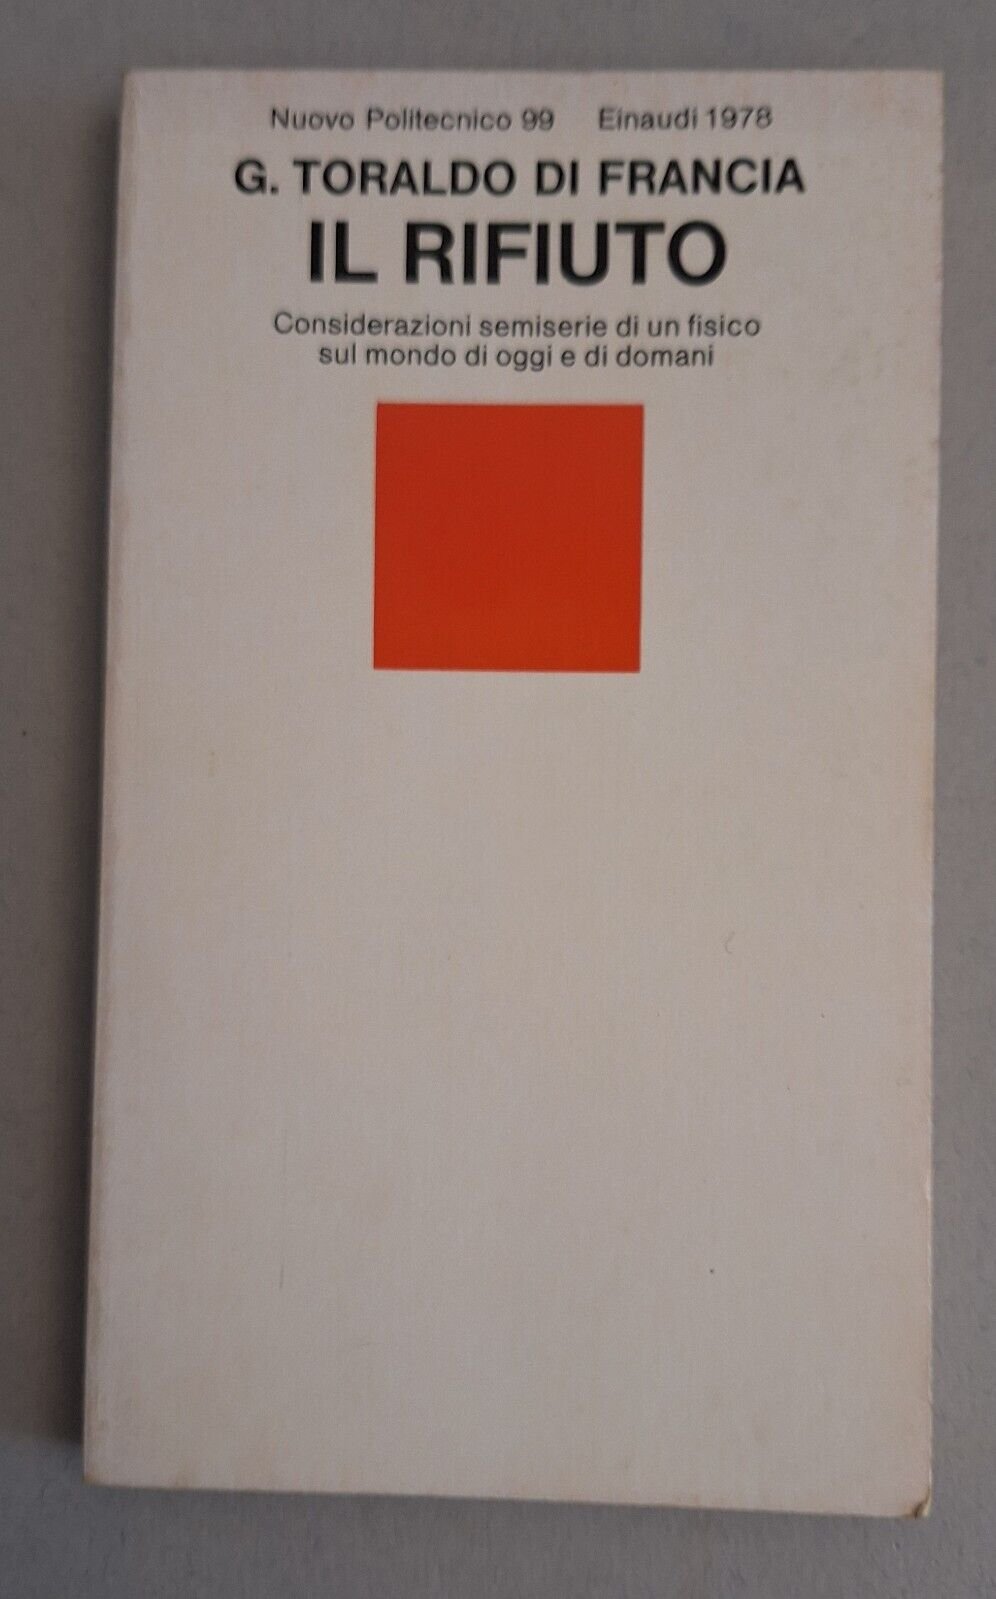 Nuovo Politecnico 99 Einaudi 1978
G. TORALDO DI FRANCIA
IL RIFIUTO
Considerazioni semiserie di un fisico
sul mondo di oggi e di domani